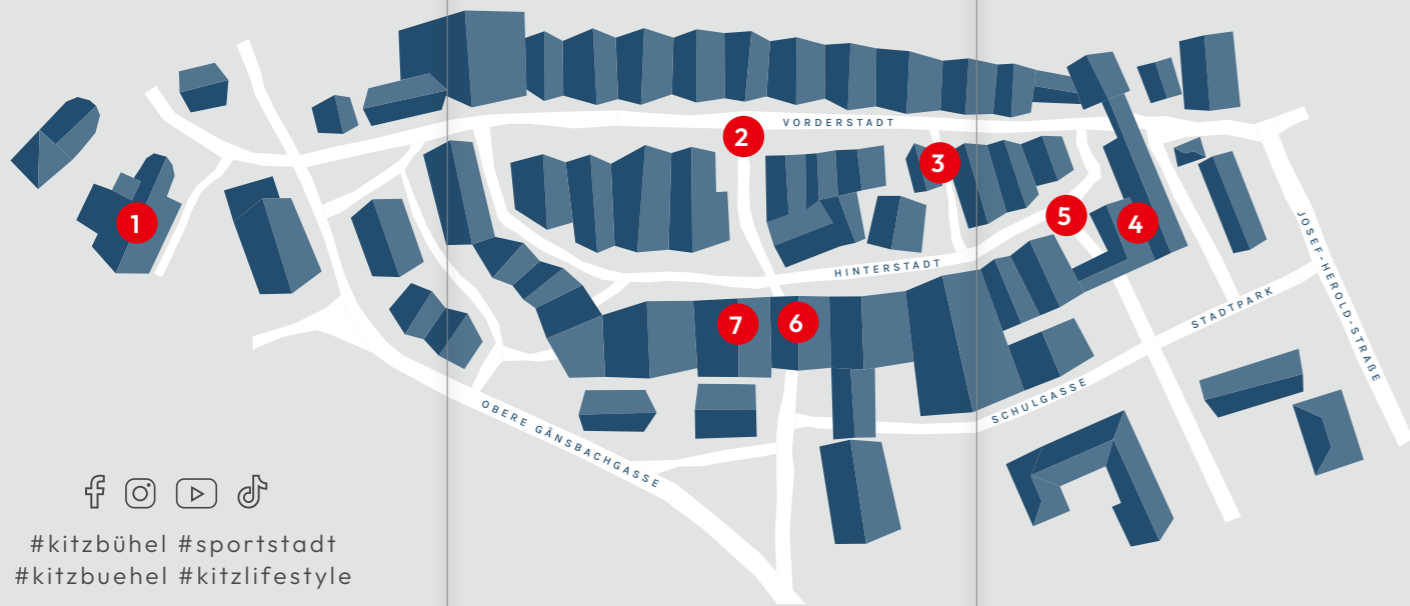 VORDERSTADT
2
3
1
5
4
JOSEF-HEROLD-STRAßE
HINTERSTADT
STADTPARK
7
6
SCHULGASSE
OBERE GÄNSBACHGASSE
#kitzbühel #sportstadt
#kitzbuehel #kitzlifestyle